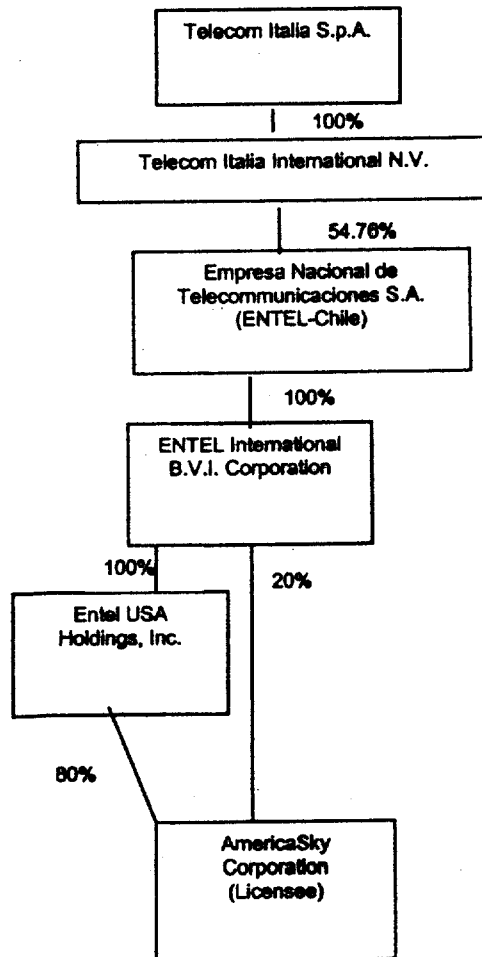 Telecom Italia S.p.A.
100%
Telecom Italia International N.V.
54.76%
Empresa Nacional de
Telecommunicaciones S.A.
(ENTEL-Chile)
100%
ENTEL International
B.V.I. Corporation
100%
20%
Entel USA
Holdings, Inc.
80%
AmericaSky
Corporation
(Licensee)